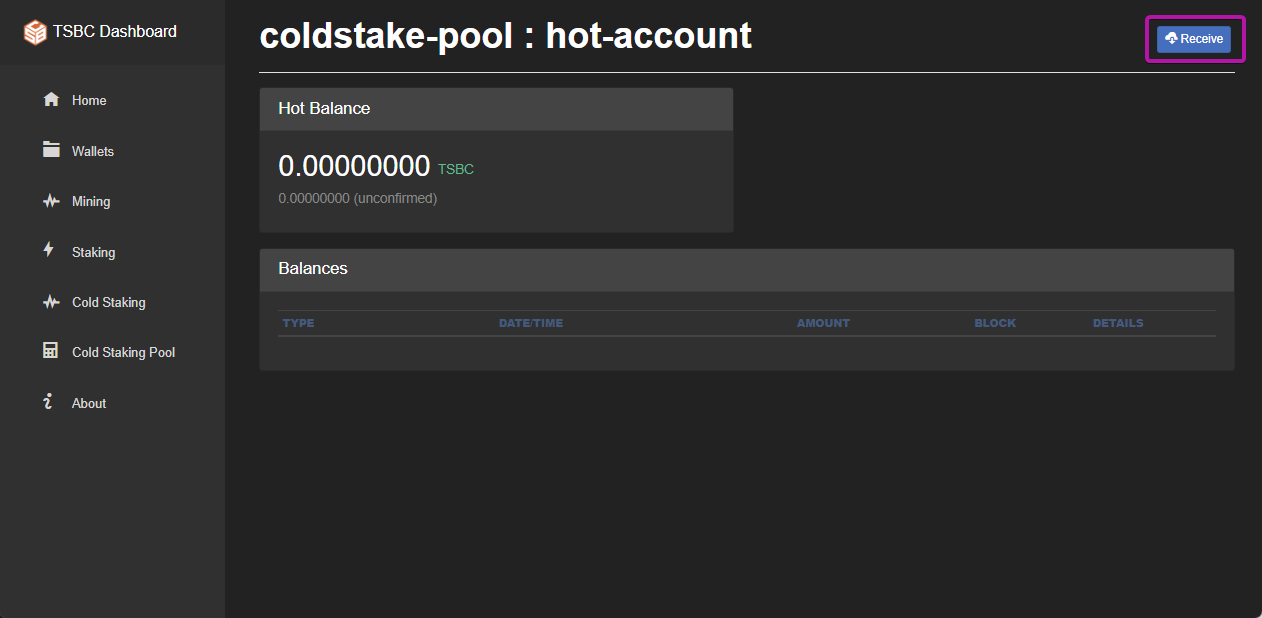 TSBC Dashboard
Home
Wallets
Mining
Staking
Cold Staking
Cold Staking Pool
About
coldstake-pool : hot-account
Receive
Hot Balance
0.00000000 TSBC
0.00000000 (unconfirmed)
Balances
TYPE DATE/TIME AMOUNT BLOCK DETAILS